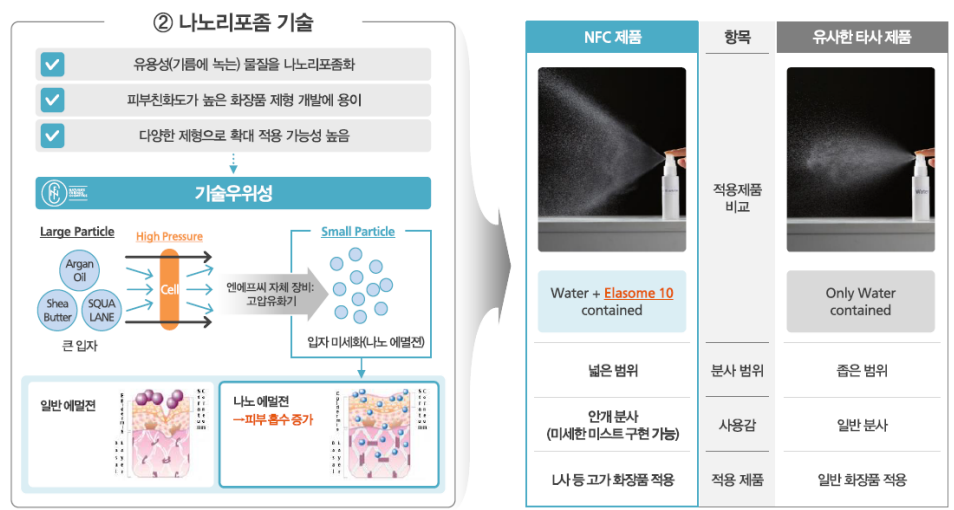 ② 나노리포좀 기술
유용성(기름에 녹는) 물질을 나노리포좀화
피부친화도가 높은 화장품 제형 개발에 용이
다양한 제형으로 확대 적용 가능성 높음
기술우위성
Large Particle
High Pressure
Small Particle
Argan
Oil
Shea
Butter
SQUA
LANE
Cell
큰 입자
엔에프씨 자체 장비:
고압유화기
입자 미세화(나노 에멀젼)
일반 에멀젼
나노 에멀젼
→피부 흡수 증가
NFC 제품
항목
유사한 타사 제품
적용제품
비교
Water
Water + Elasome 10
contained
Only Water
contained
넓은 범위
분사 범위
좁은 범위
안개 분사
(미세한 미스트 구현 가능)
사용감
일반 분사
L사 등 고가 화장품 적용
적용 제품
일반 화장품 적용